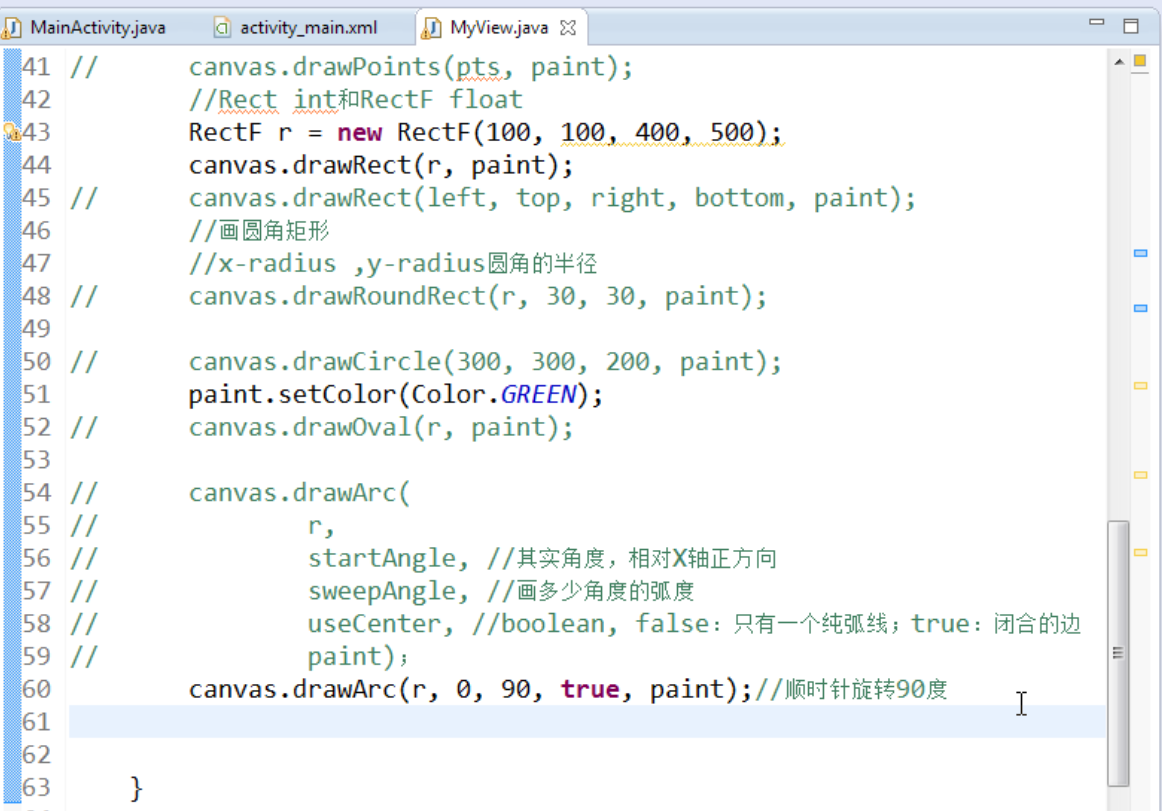 MainActivity.java activity_main.xml MyView.java
41 // canvas.drawPoints(pts, paint);
42 //Rect int和RectF float
43 RectF r = new RectF(100, 100, 400, 500);
44 canvas.drawRect(r, paint);
45 // canvas.drawRect(left, top, right, bottom, paint);
46 //画圆角矩形
47 //x-radius ,y-radius圆角的半径
48 // canvas.drawRoundRect(r, 30, 30, paint);
49
50 // canvas.drawCircle(300, 300, 200, paint);
51 paint.setColor(Color.GREEN);
52 // canvas.drawOval(r, paint);
53
54 // canvas.drawArc(
55 // r,
56 // startAngle, //其实角度，相对X轴正方向
57 // sweepAngle, //画多少角度的弧度
58 // useCenter, //boolean, false：只有一个纯弧线；true：闭合的边
59 // paint)；
60 canvas.drawArc(r, 0, 90, true, paint);//顺时针旋转90度
61
62
63 }